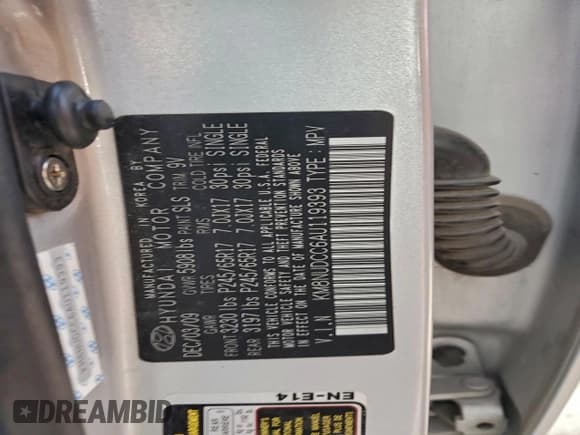 MANUFACTURED IN KOREA BY
HYUNDAI MOTOR COMPANY
DEC/03/09 GVWR 5908 lbs PAINT SLS TRIM 9V
GAWR TIRES RIMS COLD TIRE INFL
FRONT 3230 lbs P245/65R17 7.0JX17 30psi SINGLE
REAR 3197 lbs P245/65R17 7.0JX17 30psi SINGLE
THIS VEHICLE CONFORMS TO ALL APPLICABLE U.S.A. FEDERAL
MOTOR VEHICLE SAFETY AND THEFT PREVENTION STANDARDS
IN EFFECT ON THE DATE OF MANUFACTURE SHOWN ABOVE.
V.I.N : KM8NUDCC6AU119393 TYPE : MPV
EN-E14
DREAMBID